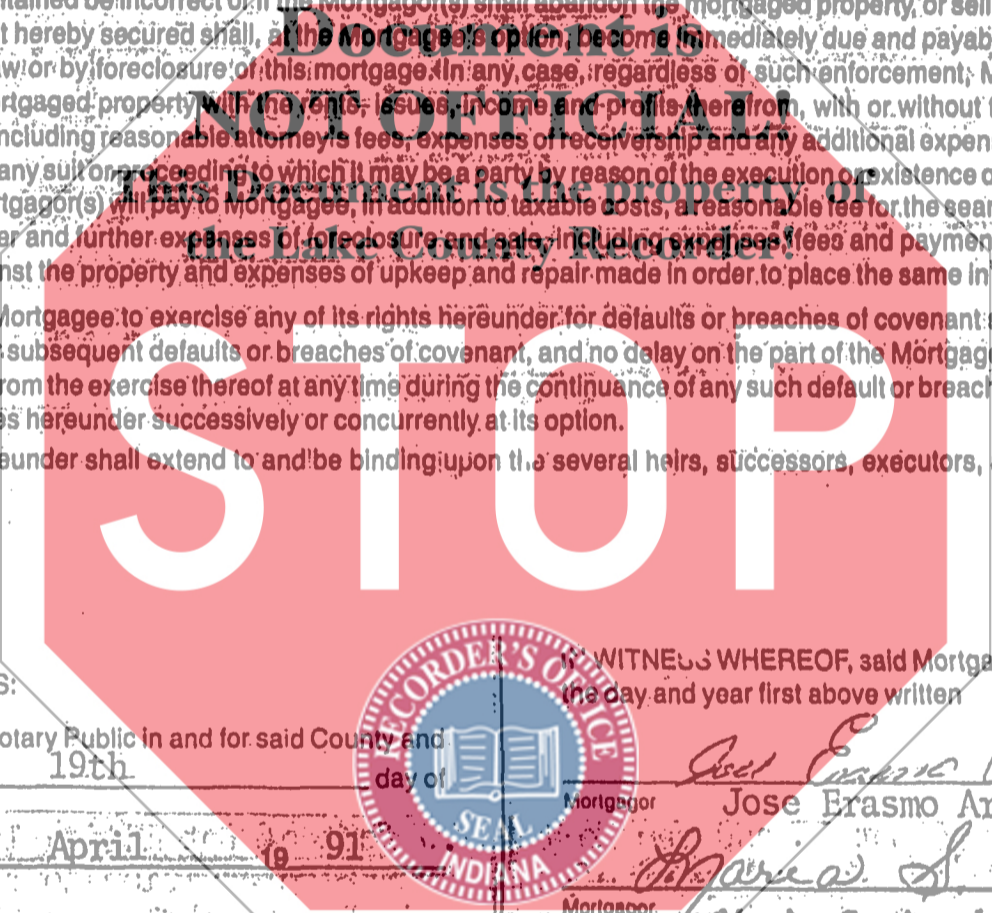 Document is
mortgaged property, or sell
t hereby secured shall, at the Mortgagee's option, become immediately due and payab
w or by foreclosure of this mortgage. In any case, regardless of such enforcement, M
NOT OFFICIAL!
rtgaged property with the rents, issues, income and profits therefrom, with or without
ncluding reasonable attorney's fees, expenses of receivership and any additional expen
any suit or proceeding to which it may be a party by reason of the execution or existence o
This Document is the property of
rtgagor(s) will pay to Mortgagee, in addition to taxable costs, a reasonable fee for the sear
the Lake County Recorder!
er and further expenses of foreclosure and sale, including expenses, fees and paymen
nst the property and expenses of upkeep and repair made in order to place the same in
Mortgagee to exercise any of its rights hereunder for defaults or breaches of covenant
subsequent defaults or breaches of covenant, and no delay on the part of the Mortgag
rom the exercise thereof at any time during the continuance of any such default or breach
es hereunder successively or concurrently at its option.
eunder shall extend to and be binding upon the several heirs, successors, executors,
STOP
IN WITNESS WHEREOF, said Mortga
S:
the day and year first above written
otary Public in and for said County and
19th
day of
RECORDER'S OFFICE
SEAL
INDIANA
Mortgagor
Jose Erasmo Ar
April 19 91
Maria S
Mortgagor